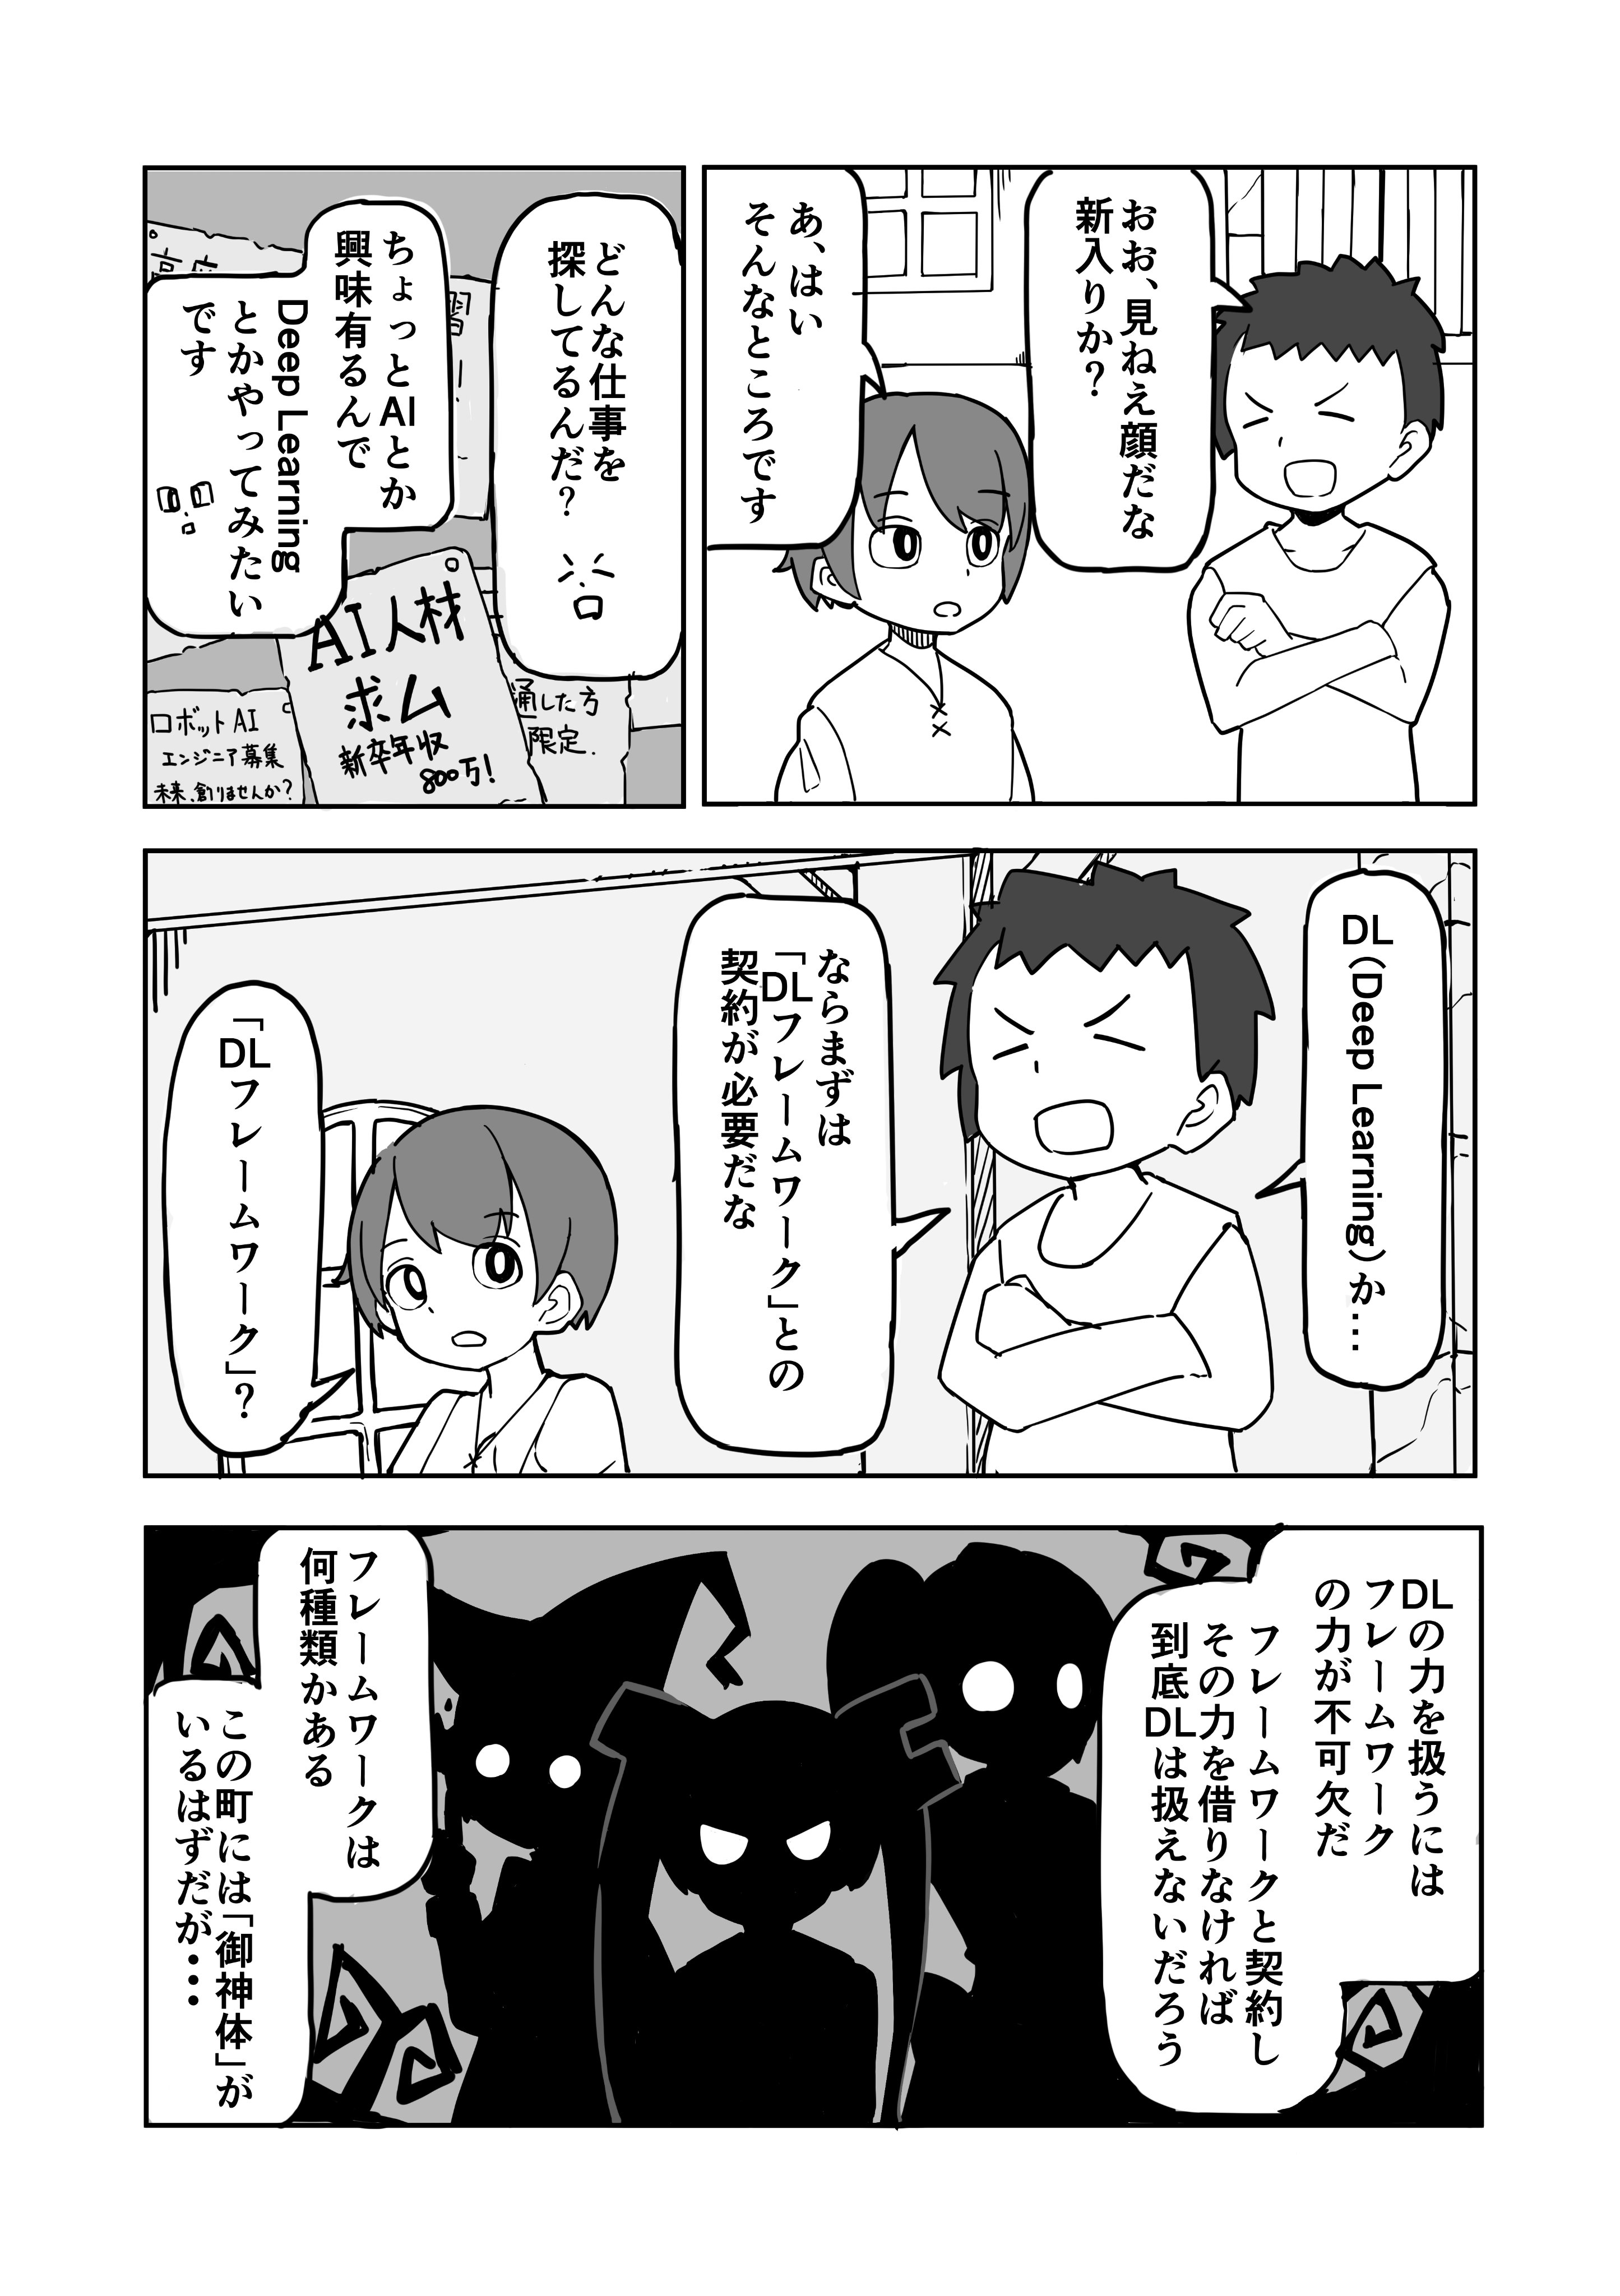 おお、見ねえ顔だな
新入りか？
あ、はい
そんなところです
どんな仕事を
探してるんだ？
ちょっとAIとか
興味有るんで
Deep Learning
とかやってみたい
です
AI人材
求ム
新卒年収
800万!
通した方
限定.
ロボットAI
エンジニア募集
未来、創りませんか?
DL（Deep Learning）か…
ならまずは
「DLフレームワーク」との
契約が必要だな
「DLフレームワーク」？
DLの力を扱うには
フレームワーク
の力が不可欠だ
フレームワークと契約し
その力を借りなければ
到底DLは扱えないだろう
フレームワークは
何種類かある
この町には「御神体」が
いるはずだが・・・